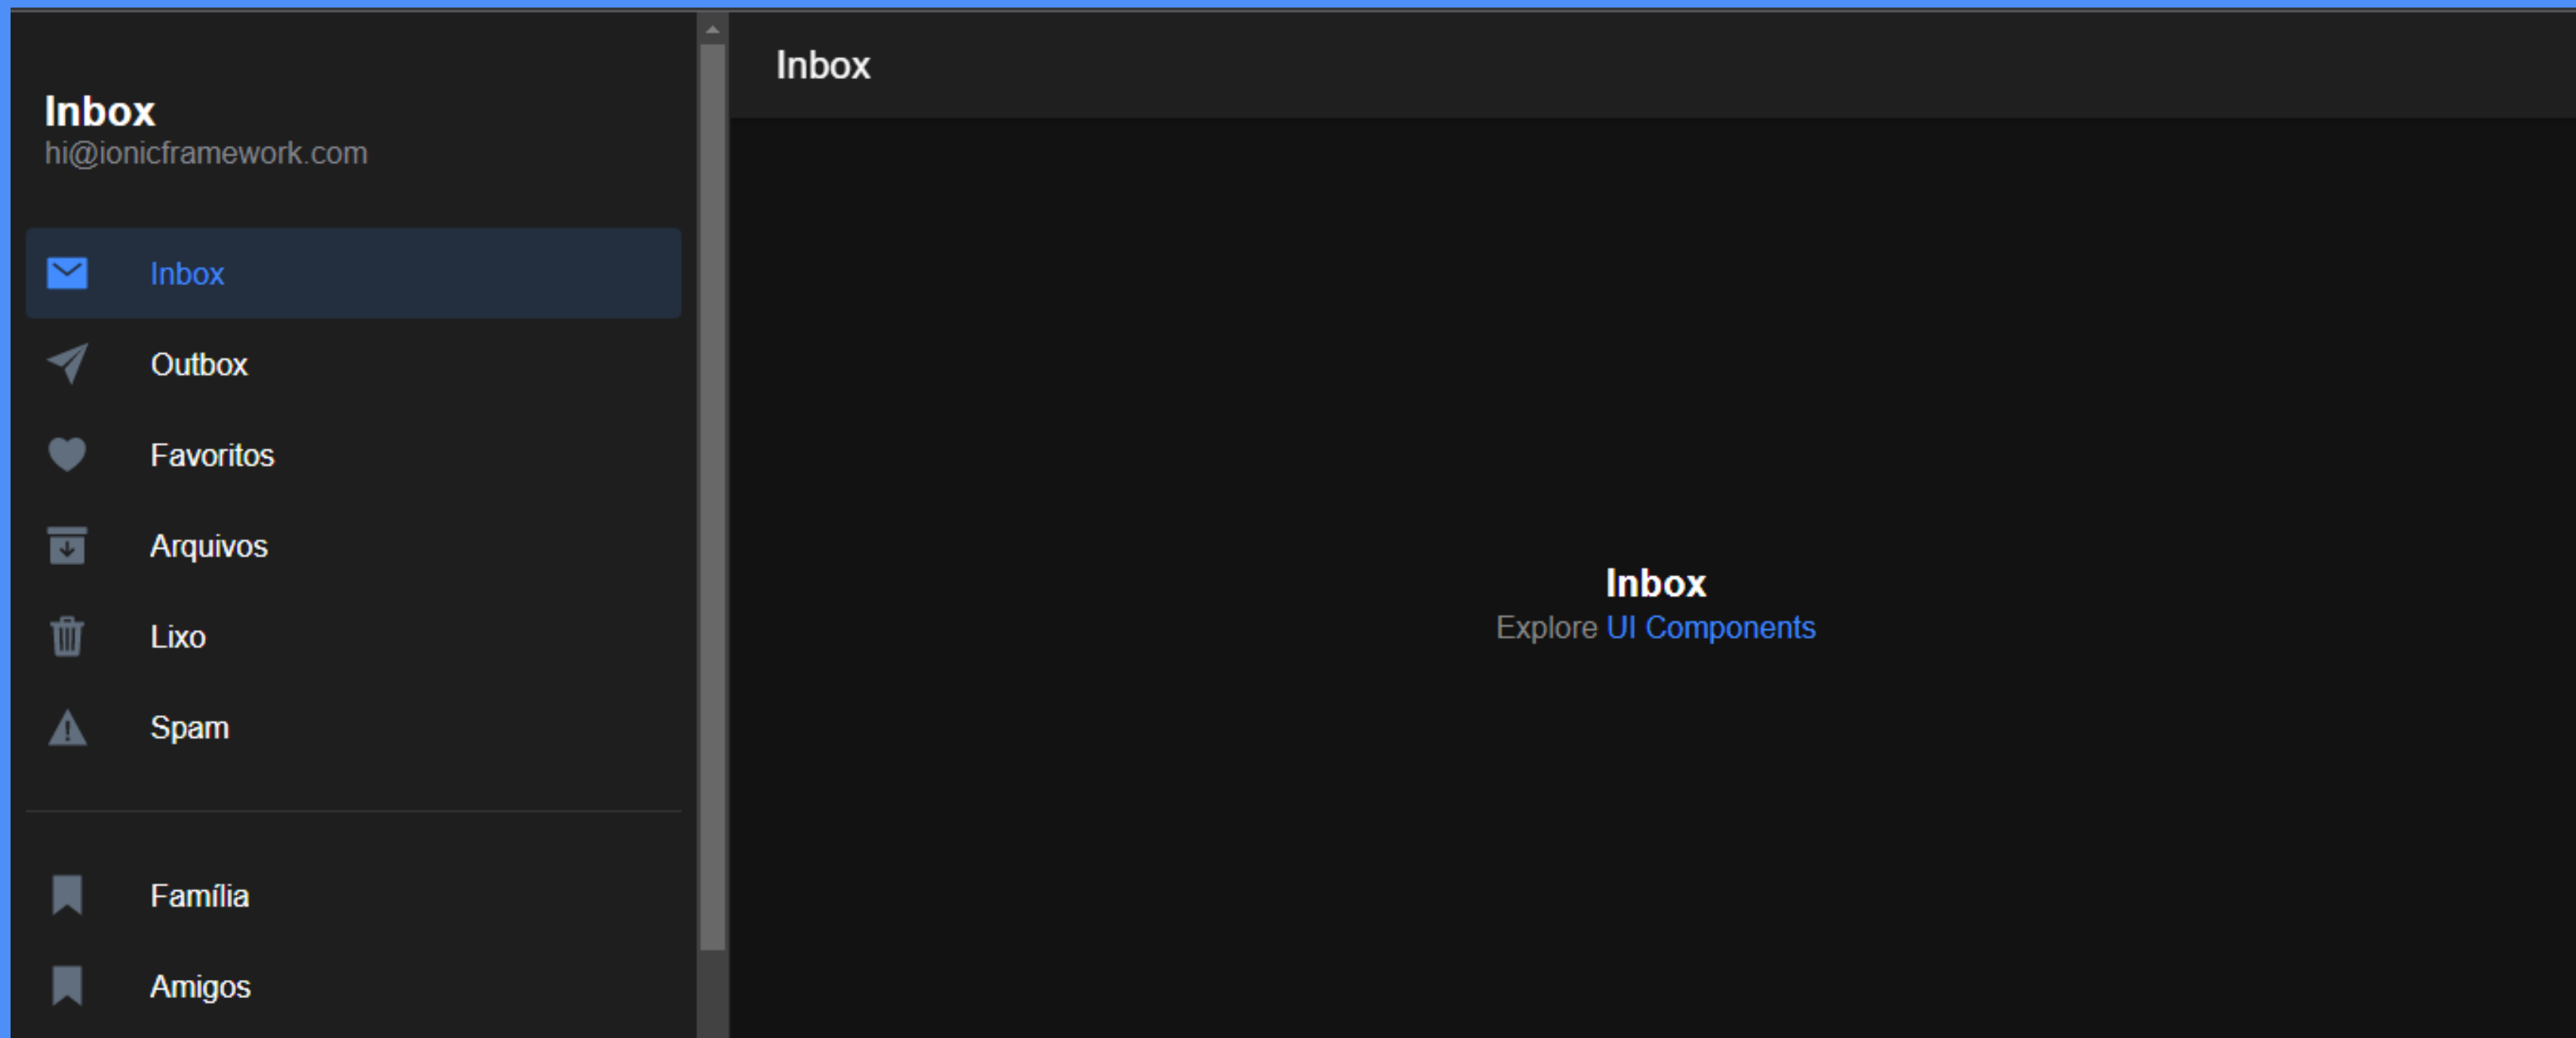 Inbox
hi@ionicframework.com
Inbox
Outbox
Favoritos
Arquivos
Lixo
Spam
Família
Amigos
Inbox
Inbox
Explore UI Components